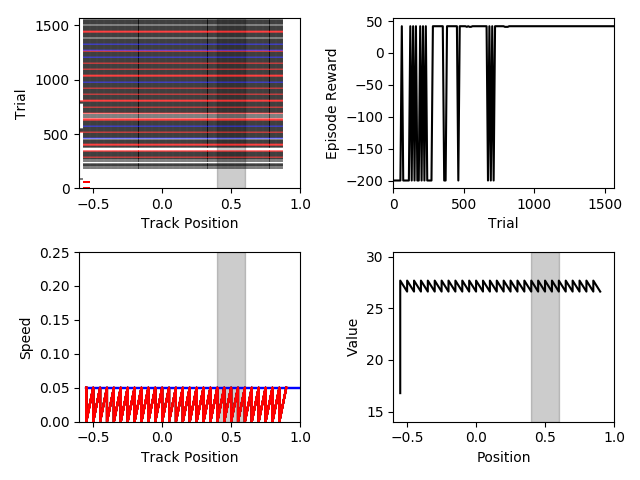 1500
1000
500
0
Trial
−0.5 0.0 0.5 1.0
Track Position
50
0
−50
−100
−150
−200
Episode Reward
0 500 1000 1500
Trial
0.25
0.20
0.15
0.10
0.05
0.00
Speed
−0.5 0.0 0.5 1.0
Track Position
30
25
20
15
Value
−0.5 0.0 0.5 1.0
Position